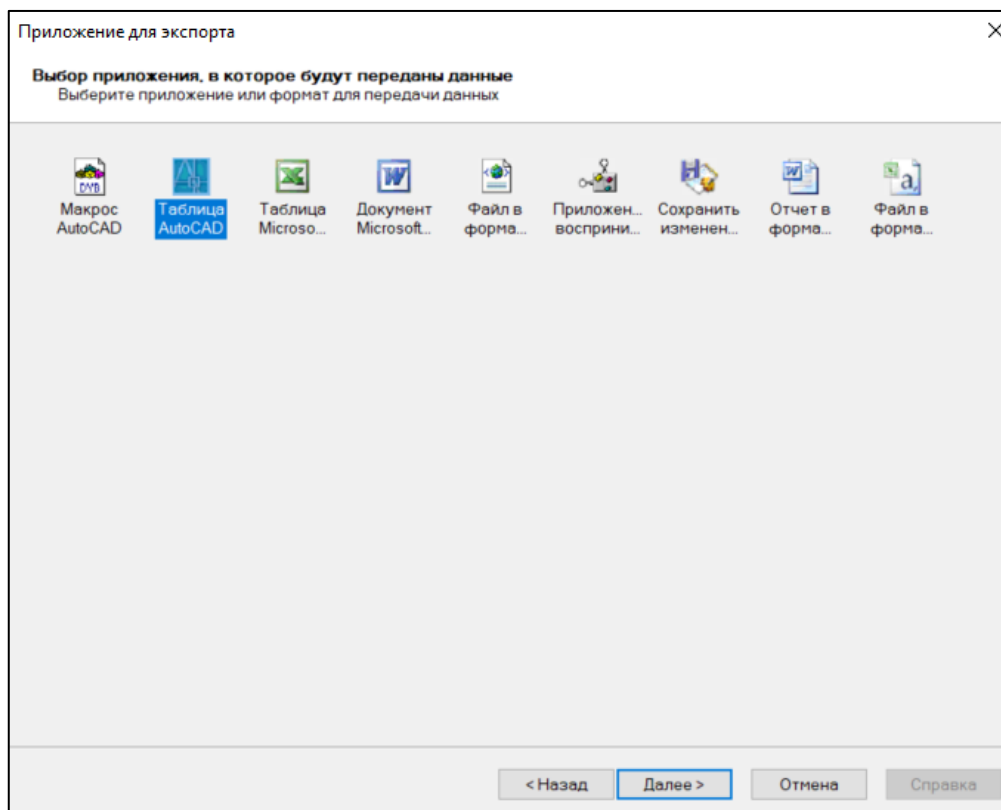 Приложение для экспорта
Выбор приложения, в которое будут переданы данные
Выберите приложение или формат для передачи данных
DVB
Макрос AutoCAD
Таблица AutoCAD
Таблица Microso...
Документ Microsoft...
Файл в форма...
Приложен... восприни...
Сохранить изменен...
Отчет в форма...
Файл в форма...
< Назад
Далее >
Отмена
Справка